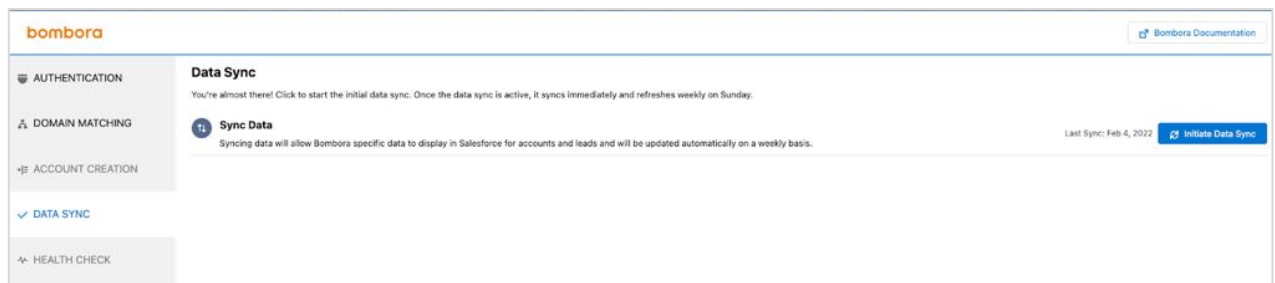 bombora
Bombora Documentation
AUTHENTICATION
DOMAIN MATCHING
ACCOUNT CREATION
DATA SYNC
HEALTH CHECK
Data Sync
You're almost there! Click to start the initial data sync. Once the data sync is active, it syncs immediately and refreshes weekly on Sunday.
Sync Data
Syncing data will allow Bombora specific data to display in Salesforce for accounts and leads and will be updated automatically on a weekly basis.
Last Sync: Feb 4, 2022
Initiate Data Sync